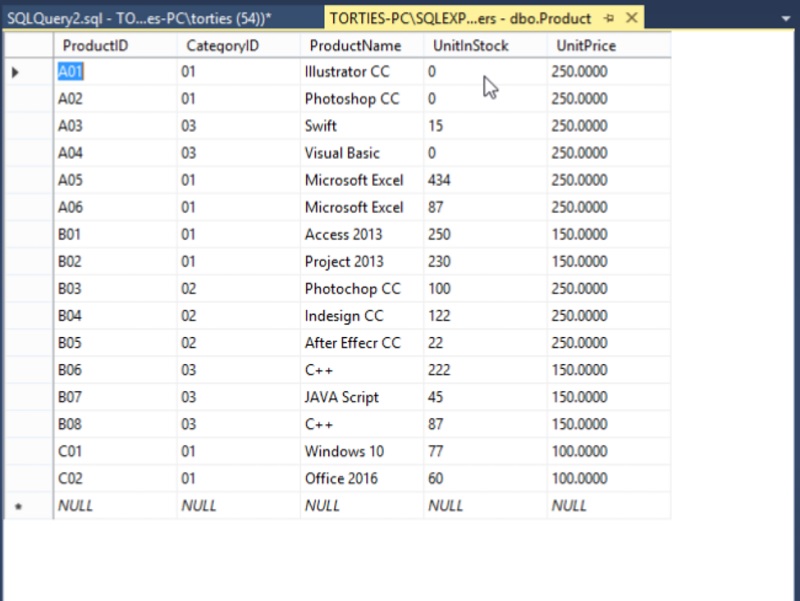 SQLQuery2.sql - TO...es-PC\torties (54))* TORTIES-PC\SQLEXP...ers - dbo.Product
ProductID CateqoryID ProductName UnitInStock UnitPrice
A01 01 Illustrator CC 0 250.0000
A02 01 Photoshop CC 0 250.0000
A03 03 Swift 15 250.0000
A04 03 Visual Basic 0 250.0000
A05 01 Microsoft Excel 434 250.0000
A06 01 Microsoft Excel 87 250.0000
B01 01 Access 2013 250 150.0000
B02 01 Project 2013 230 150.0000
B03 02 Photochop CC 100 250.0000
B04 02 Indesign CC 122 250.0000
B05 02 After Effecr CC 22 250.0000
B06 03 C++ 222 150.0000
B07 03 JAVA Script 45 150.0000
B08 03 C++ 87 150.0000
C01 01 Windows 10 77 100.0000
C02 01 Office 2016 60 100.0000
NULL NULL NULL NULL NULL